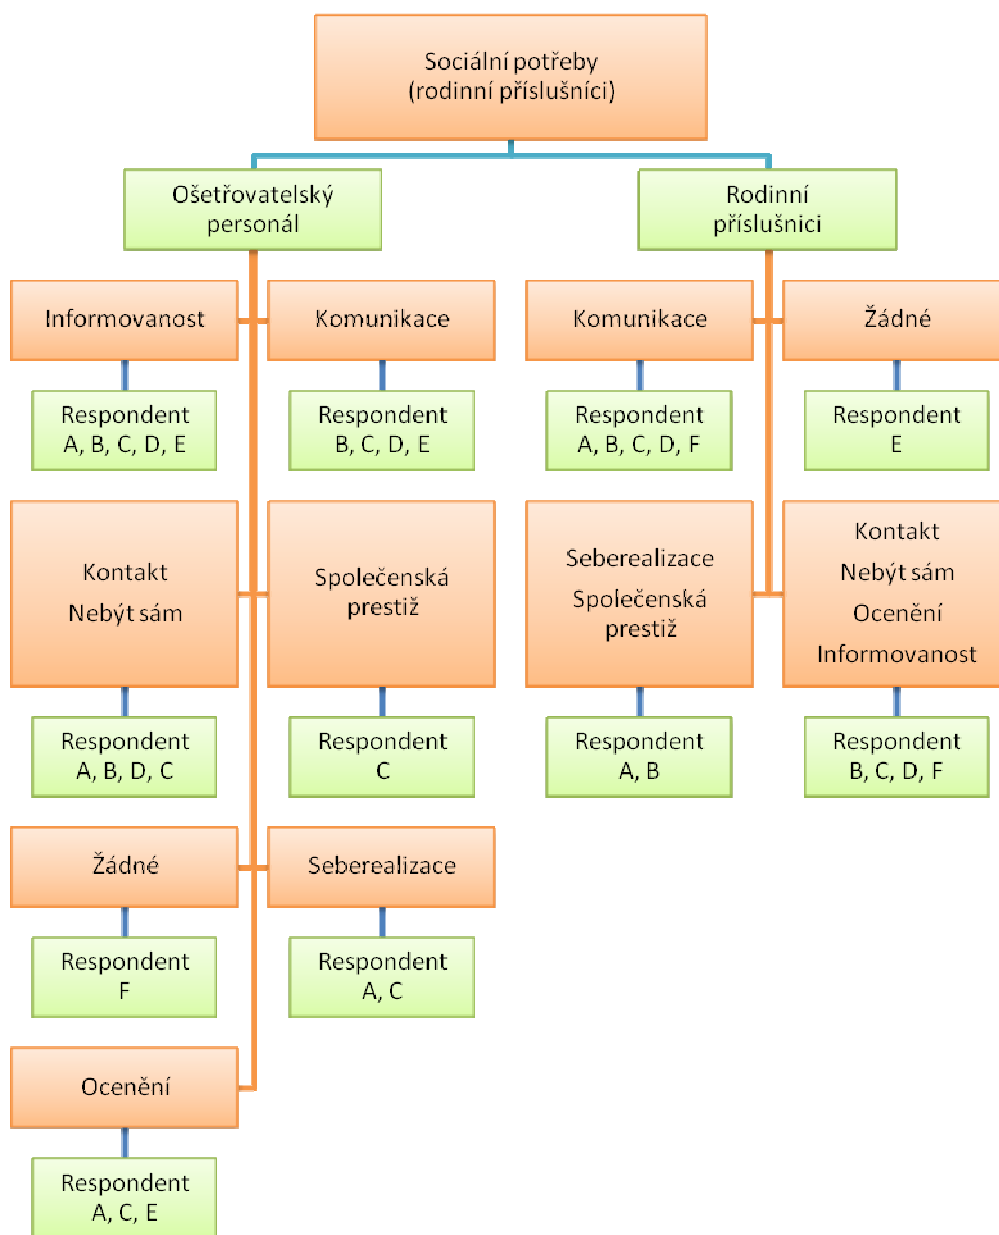 Sociální potřeby
(rodinní příslušníci)
Ošetřovatelský
personál
Rodinní
příslušnici
Informovanost
Komunikace
Komunikace
Žádné
Respondent
A, B, C, D, E
Respondent
B, C, D, E
Respondent
A, B, C, D, F
Respondent
E
Kontakt
Nebýt sám
Společenská
prestiž
Seberealizace
Společenská
prestiž
Kontakt
Nebýt sám
Ocenění
Informovanost
Respondent
A, B, D, C
Respondent
C
Respondent
A, B
Respondent
B, C, D, F
Žádné
Seberealizace
Respondent
F
Respondent
A, C
Ocenění
Respondent
A, C, E